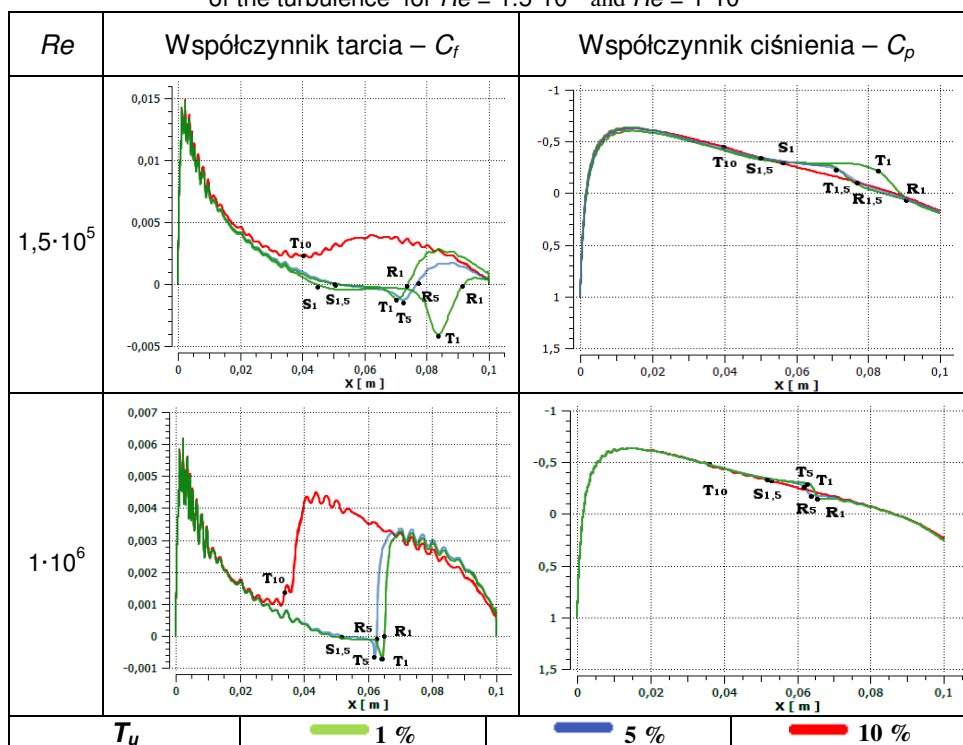 of the turbulence for Re = 1.5·10 and Re = 1·10
Re
Współczynnik tarcia – Cf
Współczynnik ciśnienia – Cp
1,5·10⁵
0,015
0,01
0,005
0
-0,005
T10
S1
S1,5
R1
T1
T5
R5
R1
T1
0
0,02
0,04
0,06
0,08
0,1
X [ m ]
-1
-0,5
0
0,5
1
1,5
T10
S1,5
S1
T1
T1,5
R1,5
R1
0
0,02
0,04
0,06
0,08
0,1
X [ m ]
1·10⁶
0,007
0,006
0,005
0,004
0,003
0,002
0,001
0
-0,001
T10
S1,5
R5
T5
R1
T1
0
0,02
0,04
0,06
0,08
0,1
X [ m ]
-1
-0,5
0
0,5
1
1,5
T10
S1,5
T5
T1
R5
R1
0
0,02
0,04
0,06
0,08
0,1
X [ m ]
Tu
1 %
5 %
10 %